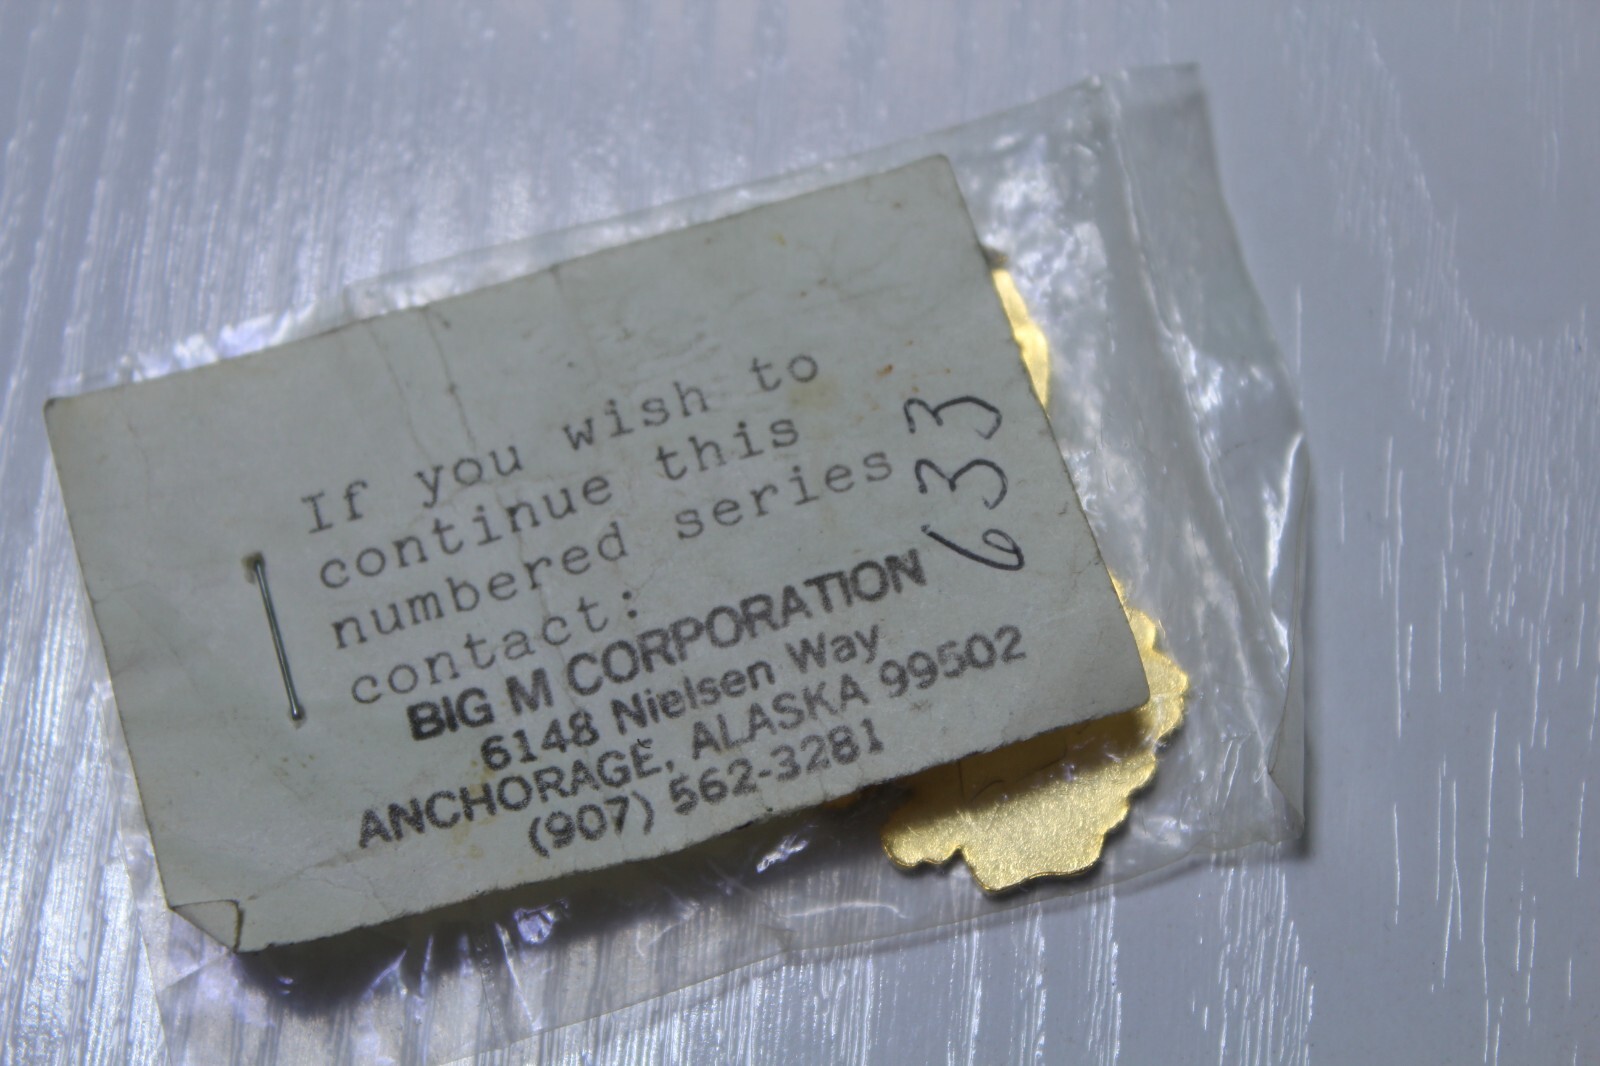 If you wish to
continue this
numbered series
contact:
BIG M CORPORATION
6148 Nielsen Way
ANCHORAGE, ALASKA 99502
(907) 562-3281
633